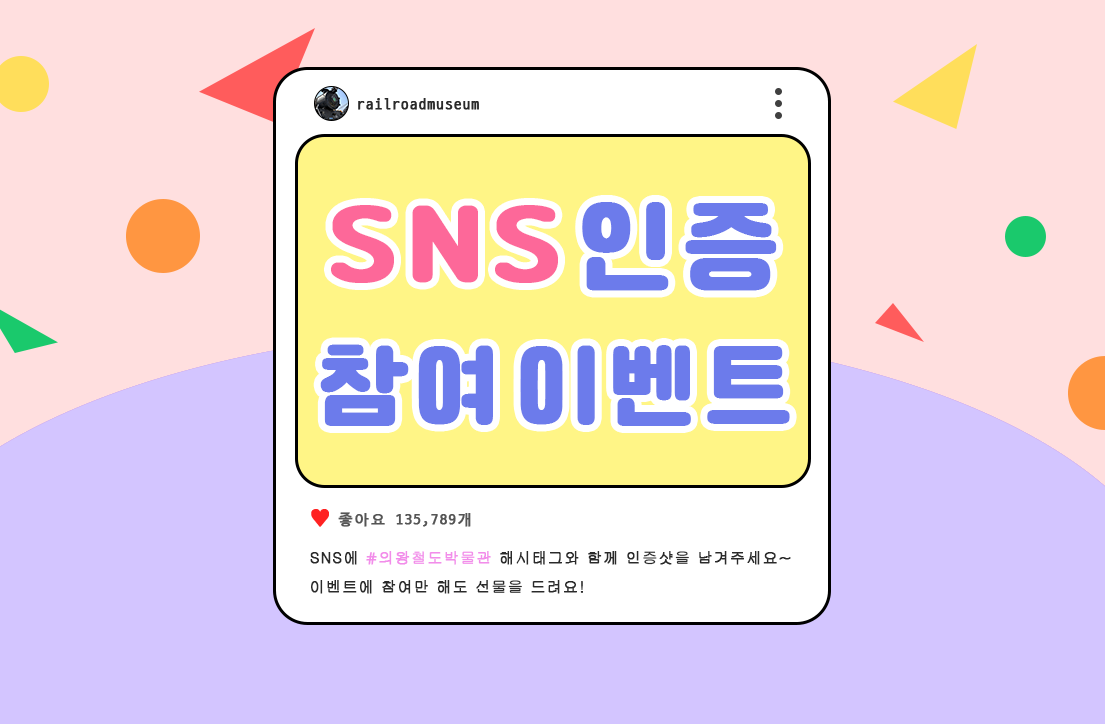 railroadmuseum
SNS인증
참여이벤트
좋아요 135,789개
SNS에 #의왕철도박물관 해시태그와 함께 인증샷을 남겨주세요~
이벤트에 참여만 해도 선물을 드려요!